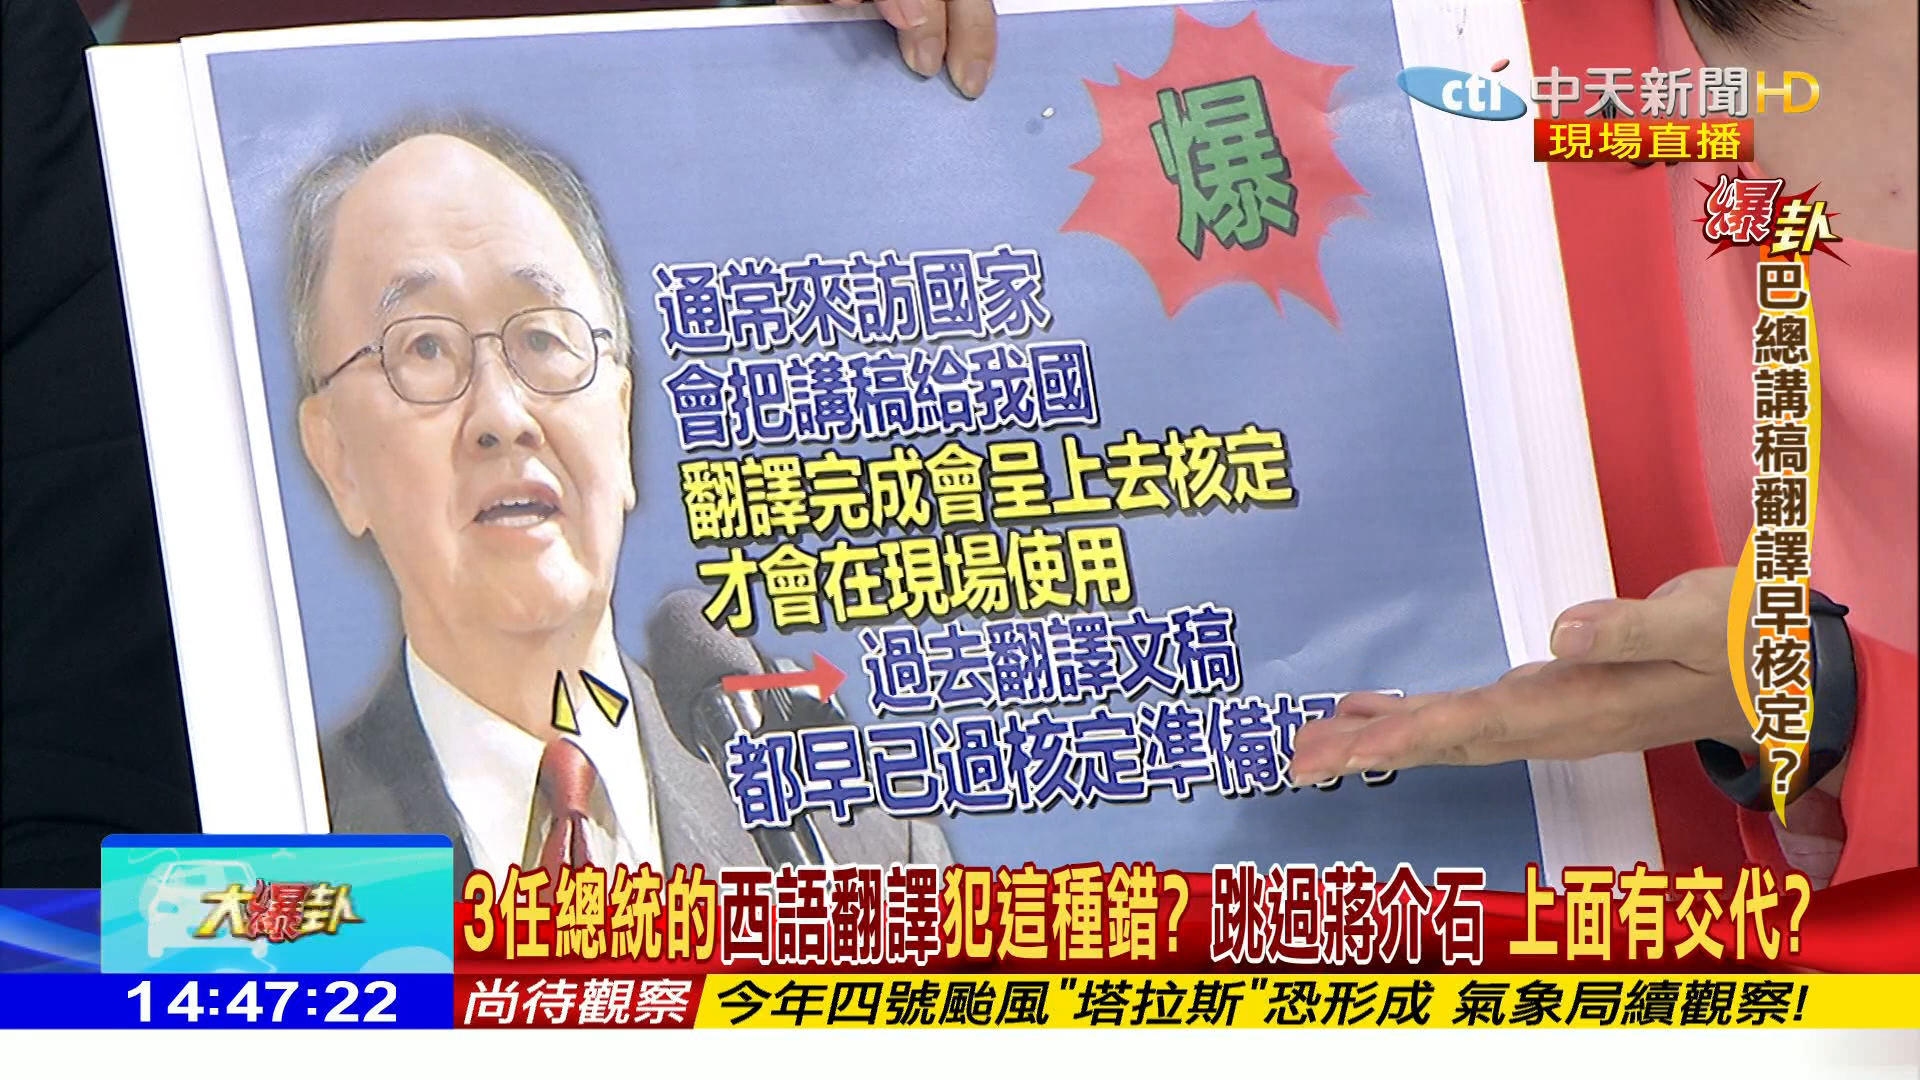 cti 中天新聞HD
現場直播
爆卦
巴總講稿翻譯早核定?
爆
通常來訪國家
會把講稿給我國
翻譯完成會呈上去核定
才會在現場使用
過去翻譯文稿
都早已過核定準備好
大爆卦
3任總統的西語翻譯犯這種錯? 跳過蔣介石 上面有交代?
14:47:22
尚待觀察
今年四號颱風"塔拉斯"恐形成 氣象局續觀察!